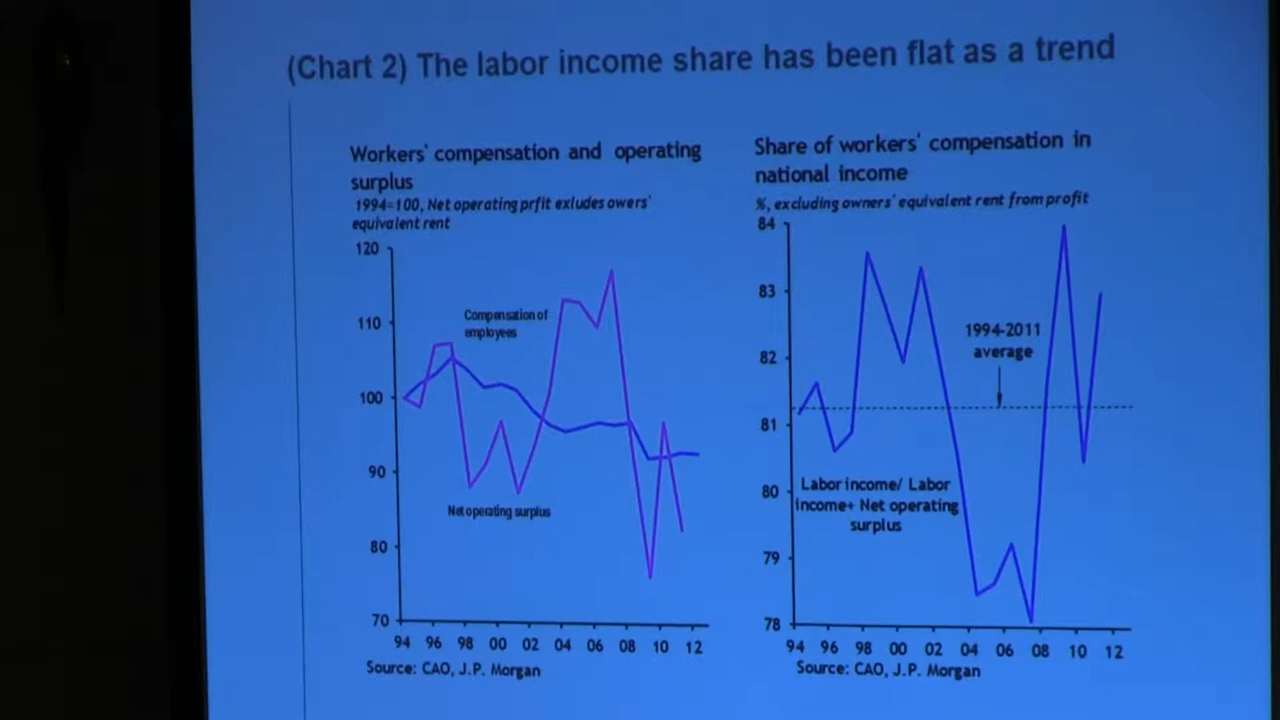 (Chart 2) The labor income share has been flat as a trend
Workers' compensation and operating
surplus
1994=100, Net operating prfit exludes owers'
equivalent rent
120
110
100
90
80
70
Compensation of
employees
Net operating surplus
94 96 98 00 02 04 06 08 10 12
Source: CAO, J.P. Morgan
Share of workers' compensation in
national income
%, excluding owners' equivalent rent from profit
84
83
82
81
80
79
78
1994-2011
average
Labor income/ Labor
income+ Net operating
surplus
94 96 98 00 02 04 06 08 10 12
Source: CAO, J.P. Morgan